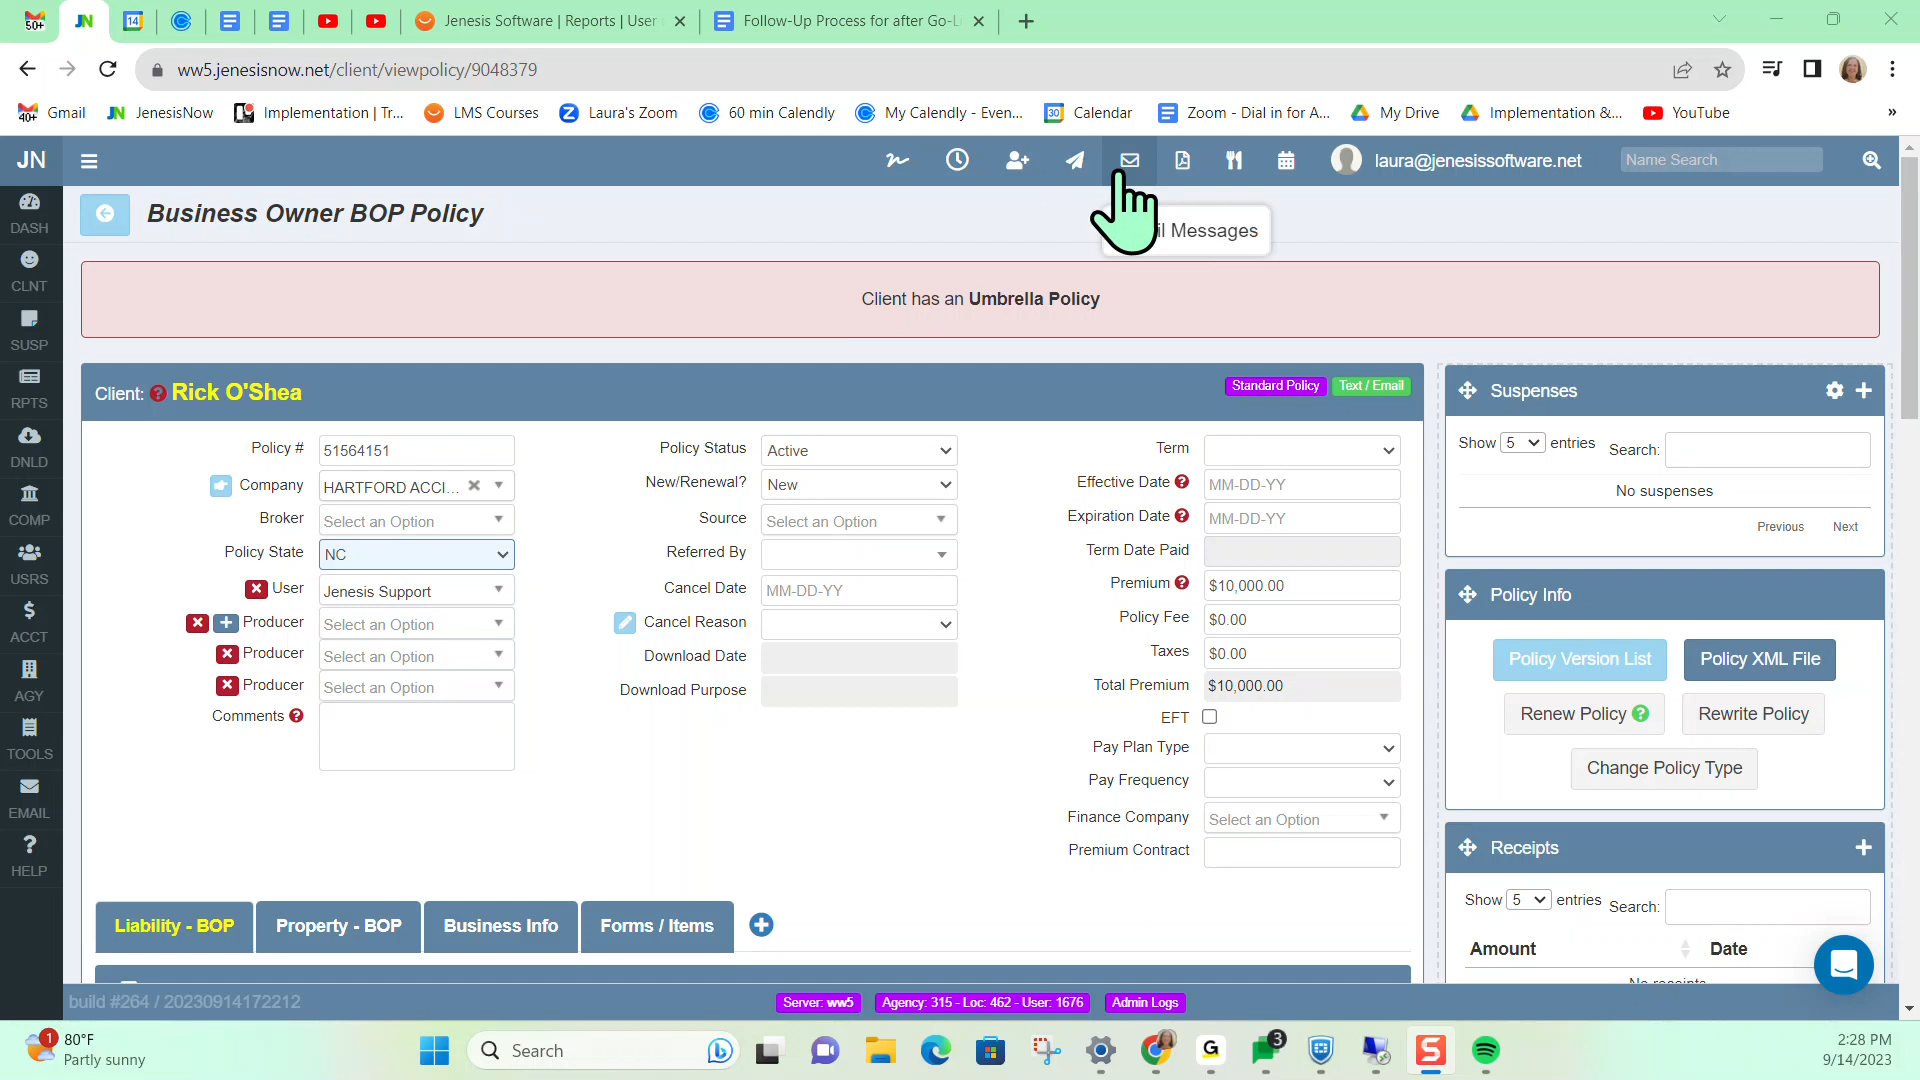 50+
JN
14
Jenesis Software | Reports | User
Follow-Up Process for after Go-L
ww5.jenesisnow.net/client/viewpolicy/9048379
40+ Gmail JN JenesisNow Implementation | Tr... LMS Courses Laura's Zoom 60 min Calendly My Calendly - Even... 30 Calendar Zoom - Dial in for A... My Drive Implementation &... YouTube »
JN
laura@jenesissoftware.net
Name Search
DASH
CLNT
SUSP
RPTS
DNLD
COMP
USRS
ACCT
AGY
TOOLS
EMAIL
HELP
Business Owner BOP Policy
il Messages
Client has an Umbrella Policy
Client: Rick O'Shea
Standard Policy Text / Email
Policy # 51564151
Company HARTFORD ACCI...
Broker Select an Option
Policy State NC
User Jenesis Support
Producer Select an Option
Producer Select an Option
Producer Select an Option
Comments
Policy Status Active
New/Renewal? New
Source Select an Option
Referred By
Cancel Date MM-DD-YY
Cancel Reason
Download Date
Download Purpose
Term
Effective Date MM-DD-YY
Expiration Date MM-DD-YY
Term Date Paid
Premium $10,000.00
Policy Fee $0.00
Taxes $0.00
Total Premium $10,000.00
EFT
Pay Plan Type
Pay Frequency
Finance Company Select an Option
Premium Contract
Liability - BOP Property - BOP Business Info Forms / Items
Suspenses
Show 5 entries Search:
No suspenses
Previous Next
Policy Info
Policy Version List Policy XML File
Renew Policy ? Rewrite Policy
Change Policy Type
Receipts
Show 5 entries Search:
Amount Date
build #264 / 20230914172212
Server: ww5 Agency: 315 - Loc: 462 - User: 1676 Admin Logs
1
80°F
Partly sunny
Search
G
3
S
2:28 PM
9/14/2023